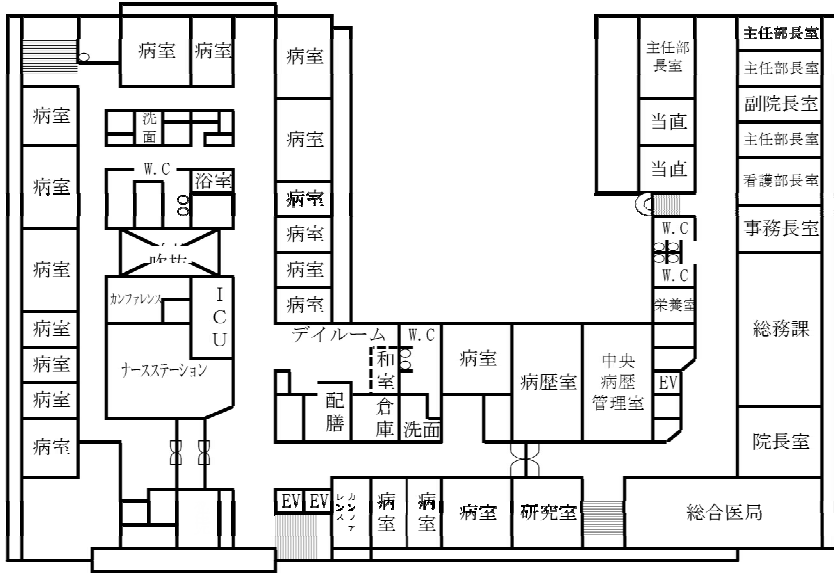 病室
病室
病室
主任部
長室
主任部長室
主任部長室
副院長室
主任部長室
看護部長室
事務長室
病室
洗
面
病室
当直
当直
病室
W.C
浴室
病室
病室
病室
病室
病室
W.C
W.C
栄養室
カンファレンス
ICU
ナースステーション
病室
病室
病室
病室
デイルーム
W.C
和
室
病室
病歴室
中央
病歴
管理室
EV
総務課
配
膳
倉
庫
洗面
院長室
EV
EV
カンファ
レンス
病
室
病
室
病室
研究室
総合医局